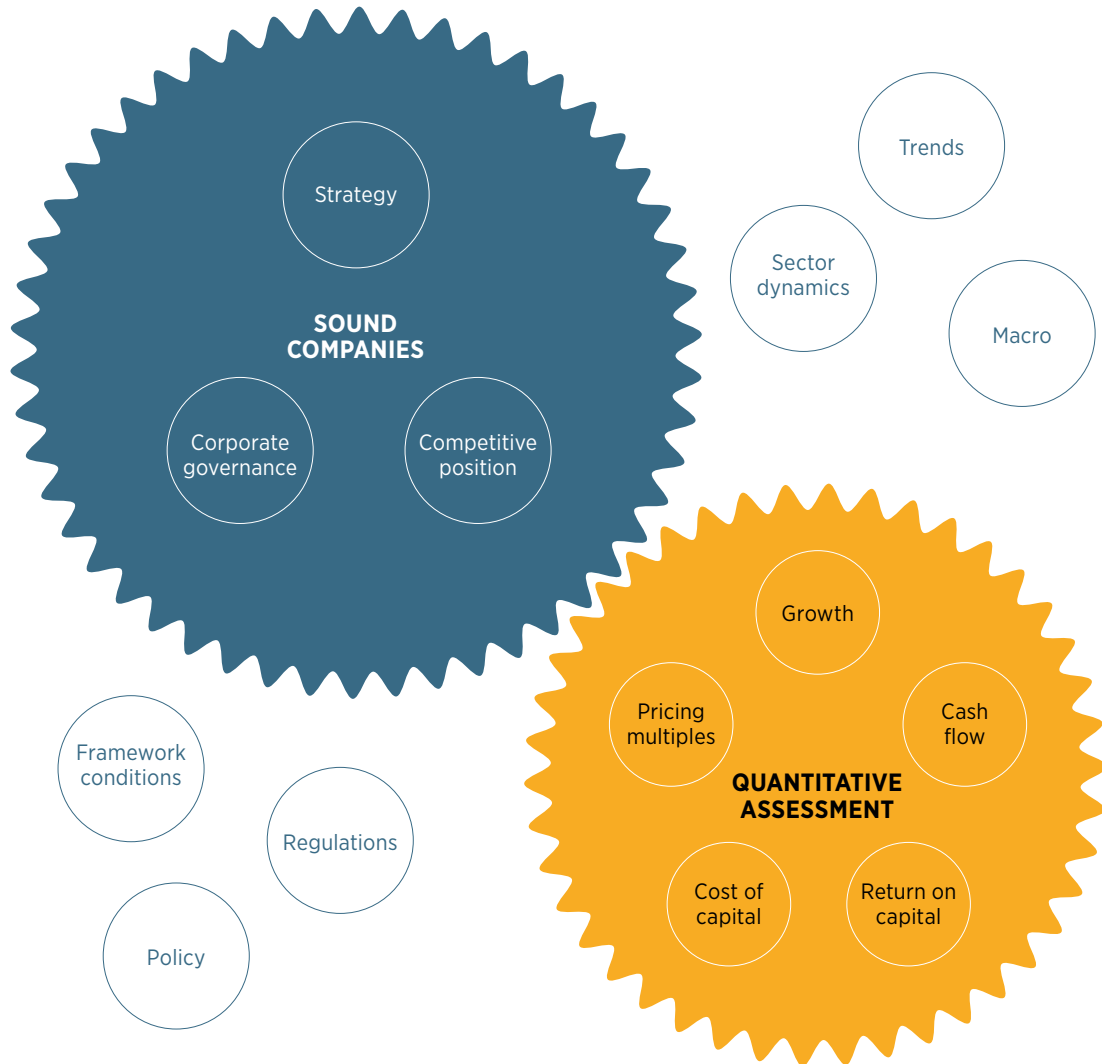 Strategy
SOUND
COMPANIES
Corporate
governance
Competitive
position
Trends
Sector
dynamics
Macro
Framework
conditions
Regulations
Policy
Growth
Pricing
multiples
Cash
flow
QUANTITATIVE
ASSESSMENT
Cost of
capital
Return on
capital